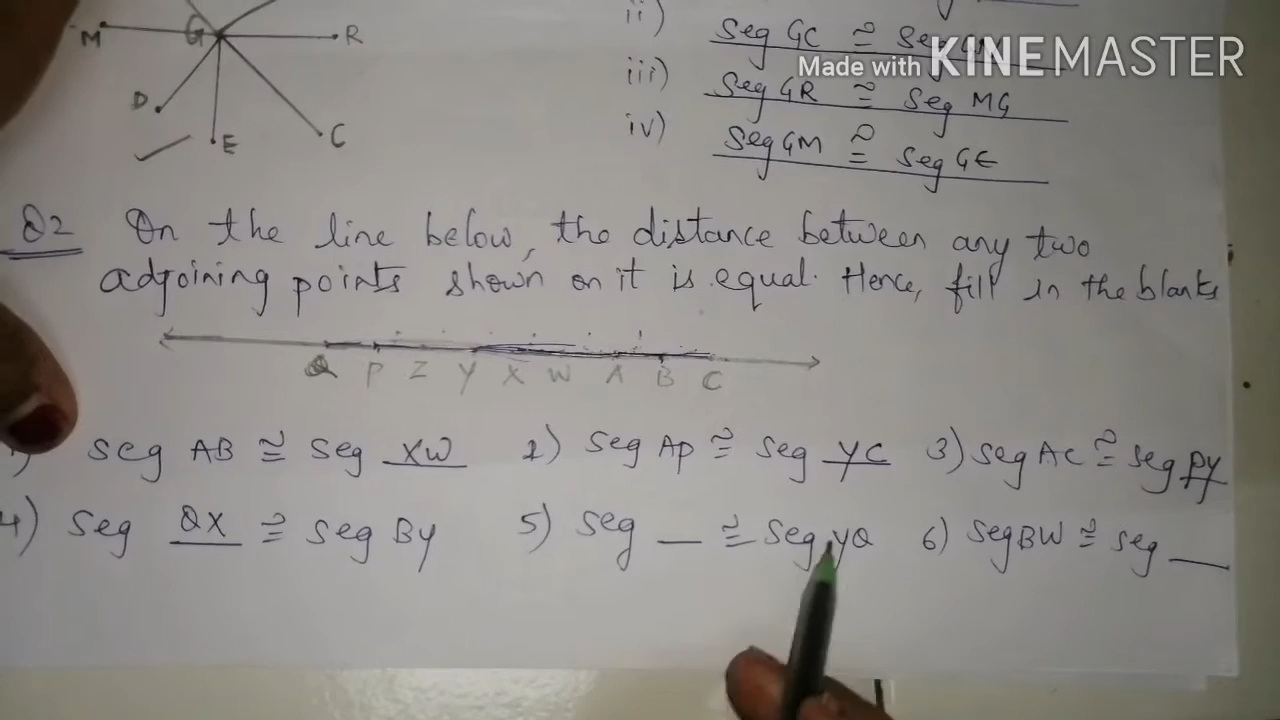 M G R
ii)
Seg GC ≅ Seg
Made with KINEMASTER
iii) Seg GR ≅ Seg MG
D E C
iv) Seg GM ≅ Seg GE
Q2 On the line below, the distance between any two
adjoining points shown on it is equal. Hence, fill in the blanks
Q P Z Y X W A B C
1) Seg AB ≅ Seg XW 2) Seg AP ≅ Seg YC 3) Seg AC ≅ Seg PY
4) Seg QX ≅ Seg BY 5) Seg __ ≅ Seg YQ 6) Seg BW ≅ Seg __